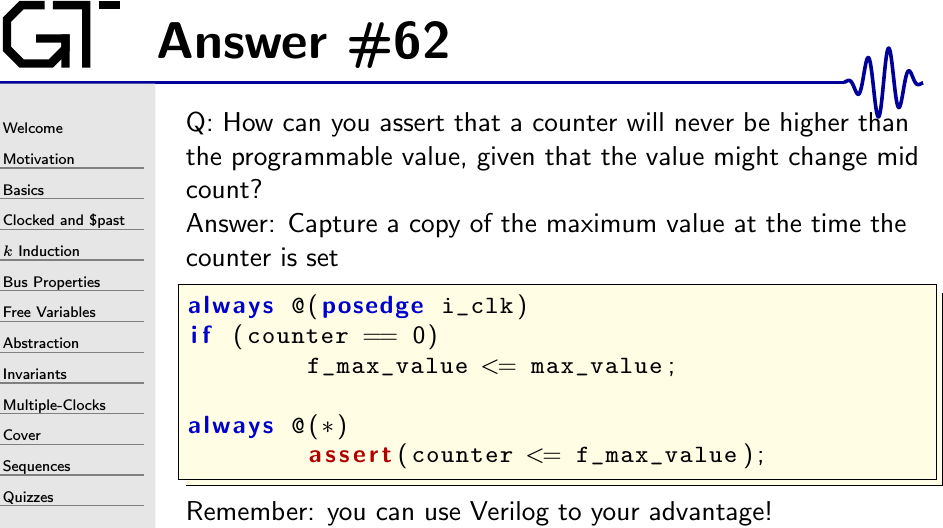 GT
Answer #62
Welcome
Motivation
Basics
Clocked and $past
k Induction
Bus Properties
Free Variables
Abstraction
Invariants
Multiple-Clocks
Cover
Sequences
Quizzes
Q: How can you assert that a counter will never be higher than
the programmable value, given that the value might change mid
count?
Answer: Capture a copy of the maximum value at the time the
counter is set
always @(posedge i_clk)
if (counter == 0)
f_max_value <= max_value;
always @(*)
assert(counter <= f_max_value);
Remember: you can use Verilog to your advantage!